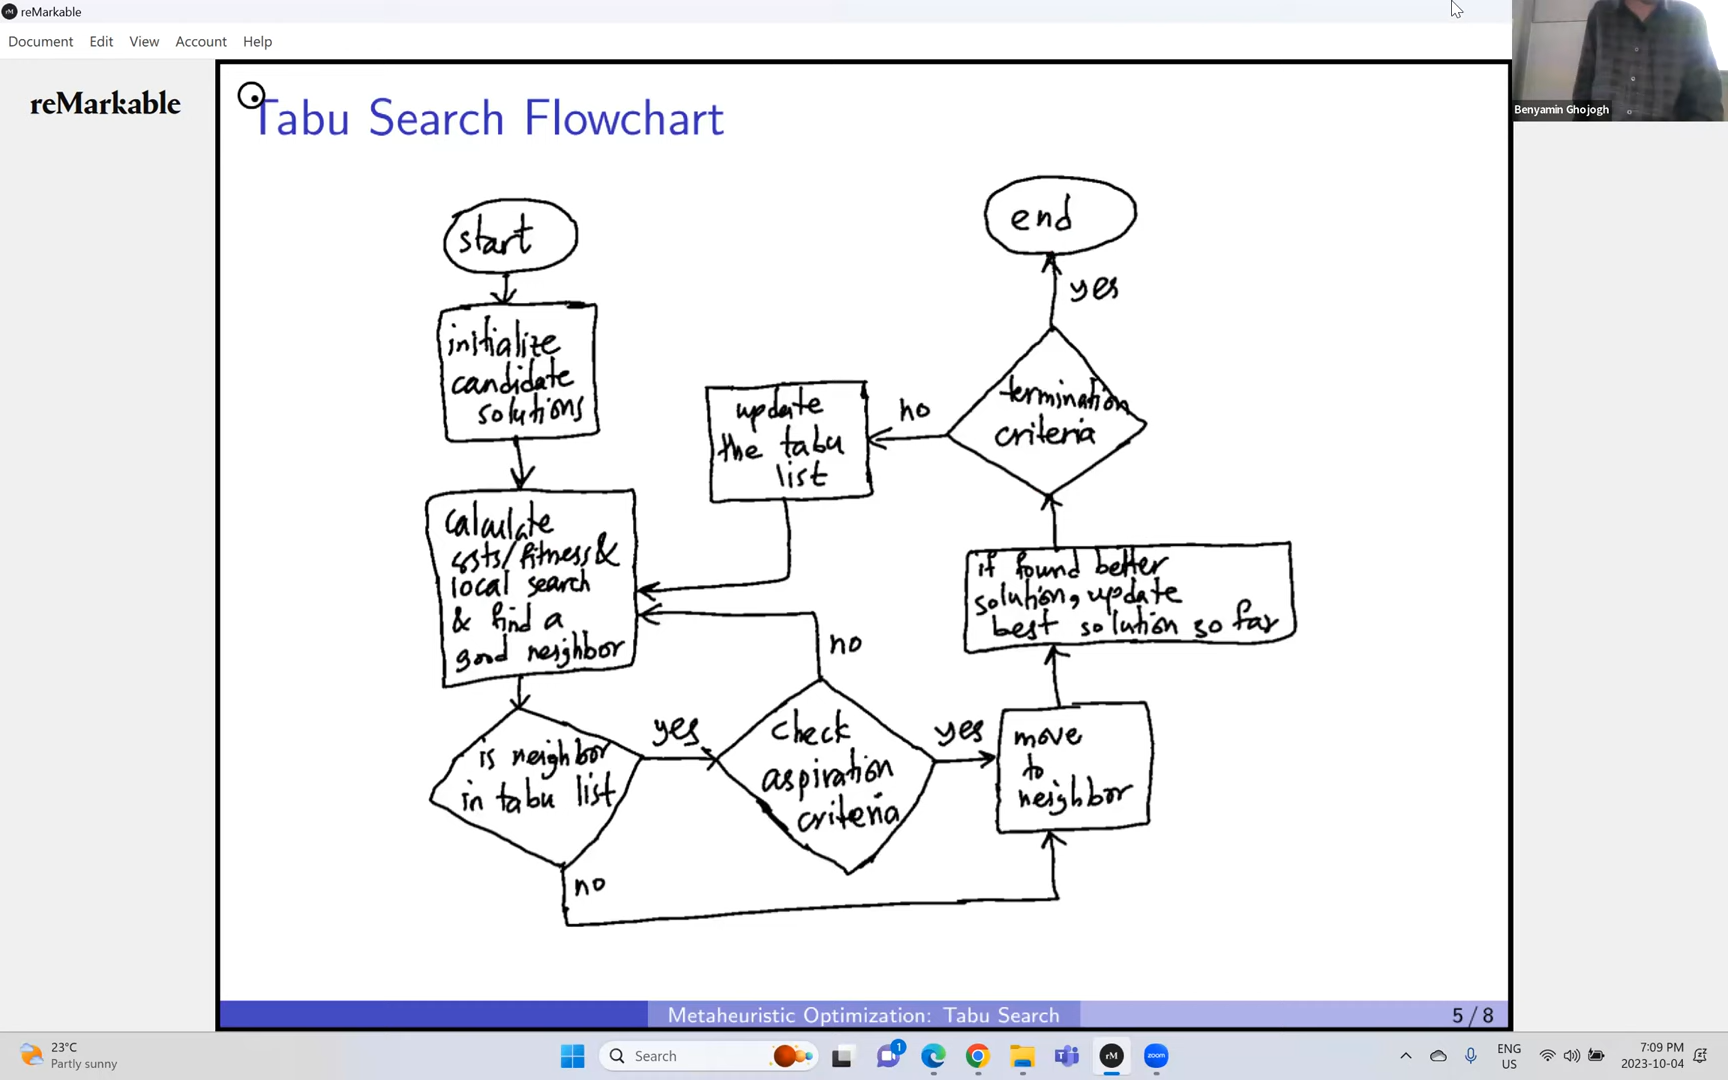 reMarkable
Document Edit View Account Help
reMarkable
Benyamin Ghojogh
Tabu Search Flowchart
start
initialize
candidate
solutions
calculate
costs/fitness &
local search
& find a
good neighbor
is neighbor
in tabu list
yes
no
check
aspiration
criteria
no
yes
move
to
neighbor
if found better
solution, update
best solution so far
termination
criteria
no
yes
update
the tabu
list
end
Metaheuristic Optimization: Tabu Search
5 / 8
23°C
Partly sunny
Search
1
rM
zoom
ENG
US
7:09 PM
2023-10-04